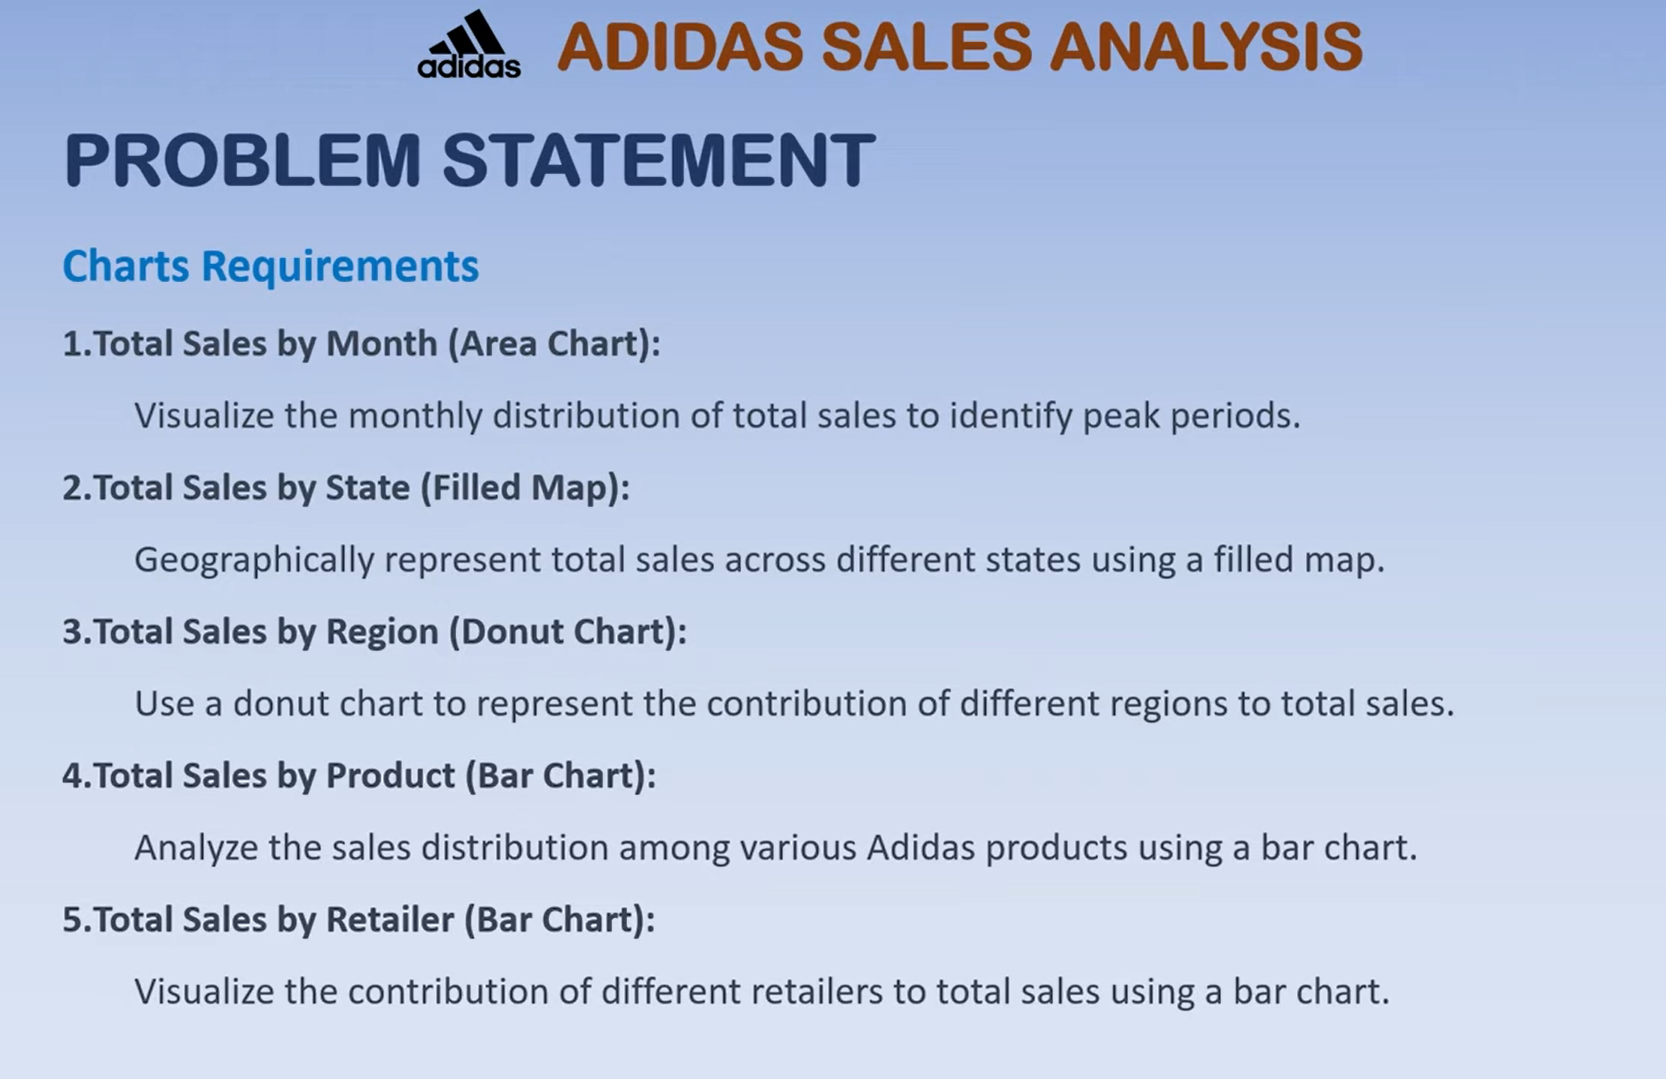 adidas ADIDAS SALES ANALYSIS
PROBLEM STATEMENT
Charts Requirements
1.Total Sales by Month (Area Chart):
Visualize the monthly distribution of total sales to identify peak periods.
2.Total Sales by State (Filled Map):
Geographically represent total sales across different states using a filled map.
3.Total Sales by Region (Donut Chart):
Use a donut chart to represent the contribution of different regions to total sales.
4.Total Sales by Product (Bar Chart):
Analyze the sales distribution among various Adidas products using a bar chart.
5.Total Sales by Retailer (Bar Chart):
Visualize the contribution of different retailers to total sales using a bar chart.